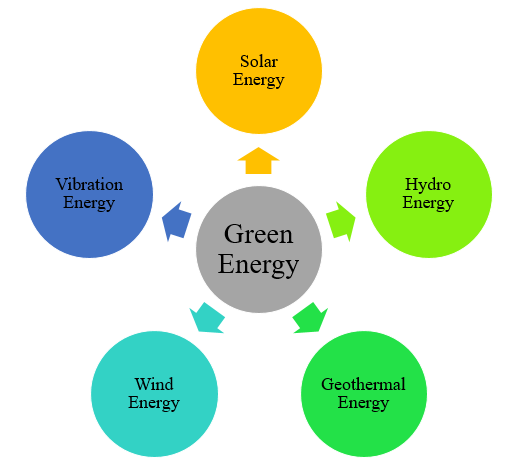 Solar
Energy
Vibration
Energy
Hydro
Energy
Green
Energy
Wind
Energy
Geothermal
Energy